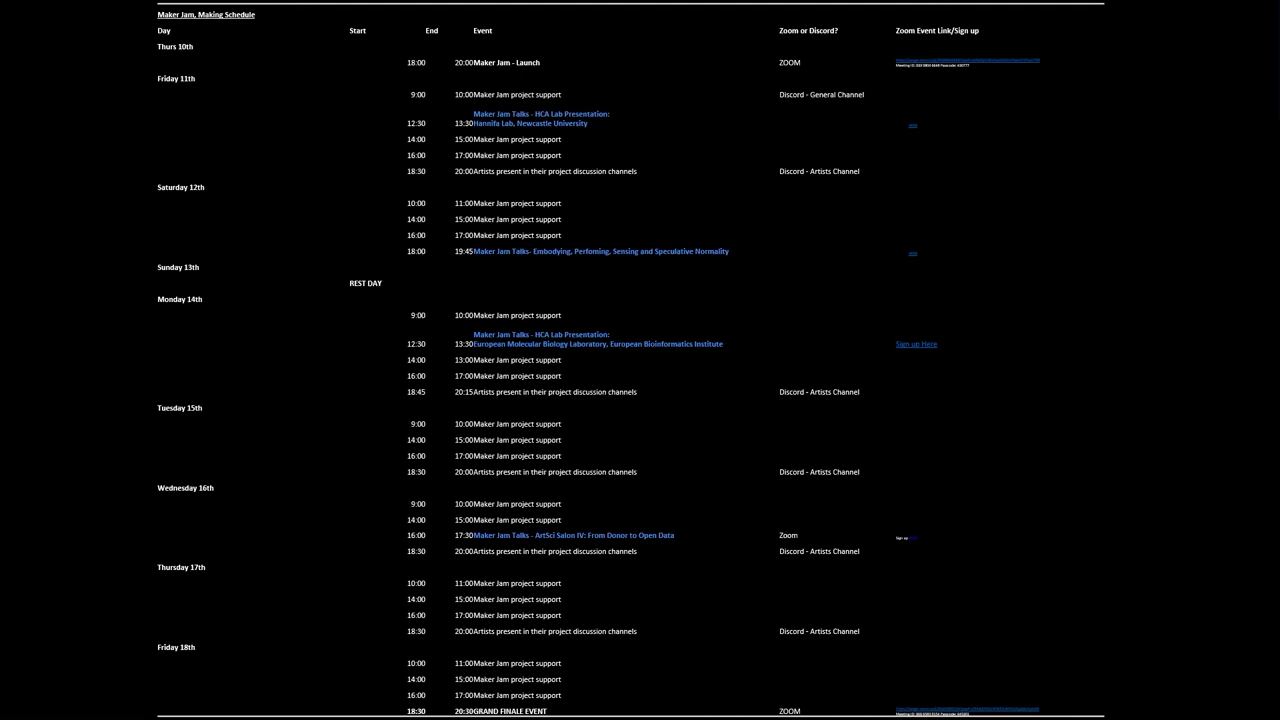 Maker Jam, Making Schedule
Day Start End Event Zoom or Discord? Zoom Event Link/Sign up
Thurs 10th
18:00 20:00 Maker Jam - Launch ZOOM
Friday 11th
9:00 10:00 Maker Jam project support Discord - General Channel
Maker Jam Talks - HCA Lab Presentation:
12:30 13:30 Hannifa Lab, Newcastle University
14:00 15:00 Maker Jam project support
16:00 17:00 Maker Jam project support
18:30 20:00 Artists present in their project discussion channels Discord - Artists Channel
Saturday 12th
10:00 11:00 Maker Jam project support
14:00 15:00 Maker Jam project support
16:00 17:00 Maker Jam project support
18:00 19:45 Maker Jam Talks- Embodying, Perfoming, Sensing and Speculative Normality
Sunday 13th
REST DAY
Monday 14th
9:00 10:00 Maker Jam project support
Maker Jam Talks - HCA Lab Presentation:
12:30 13:30 European Molecular Biology Laboratory, European Bioinformatics Institute Sign up Here
14:00 13:00 Maker Jam project support
16:00 17:00 Maker Jam project support
18:45 20:15 Artists present in their project discussion channels Discord - Artists Channel
Tuesday 15th
9:00 10:00 Maker Jam project support
14:00 15:00 Maker Jam project support
16:00 17:00 Maker Jam project support
18:30 20:00 Artists present in their project discussion channels Discord - Artists Channel
Wednesday 16th
9:00 10:00 Maker Jam project support
14:00 15:00 Maker Jam project support
16:00 17:30 Maker Jam Talks - ArtSci Salon IV: From Donor to Open Data Zoom Sign up
18:30 20:00 Artists present in their project discussion channels Discord - Artists Channel
Thursday 17th
10:00 11:00 Maker Jam project support
14:00 15:00 Maker Jam project support
16:00 17:00 Maker Jam project support
18:30 20:00 Artists present in their project discussion channels Discord - Artists Channel
Friday 18th
10:00 11:00 Maker Jam project support
14:00 15:00 Maker Jam project support
16:00 17:00 Maker Jam project support
18:30 20:30 GRAND FINALE EVENT ZOOM